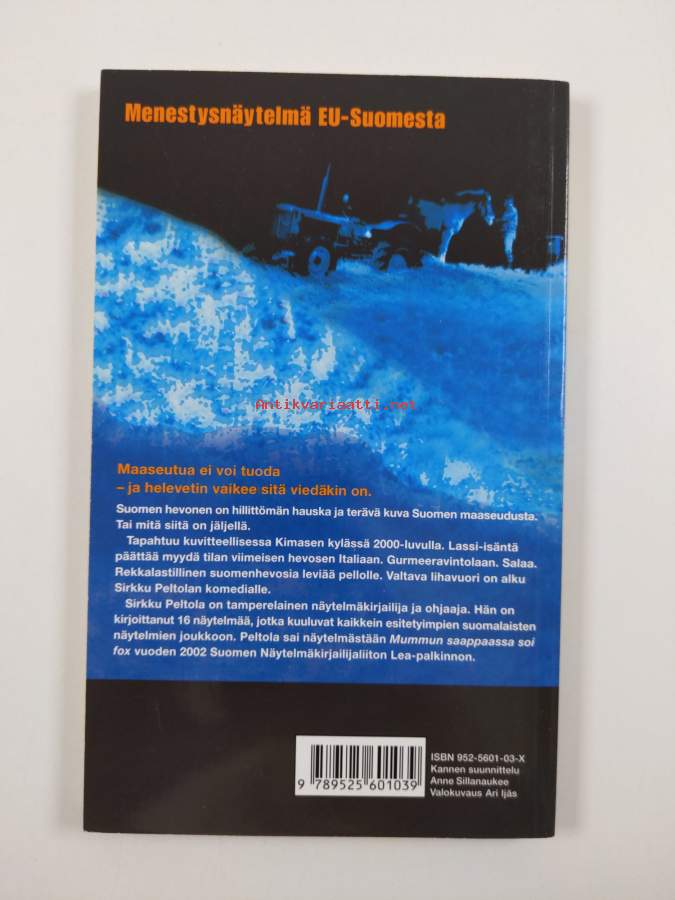 Menestysnäytelmä EU-Suomesta
Antikvariaatti.net
Maaseutua ei voi tuoda
– ja helevetin vaikee sitä viedäkin on.
Suomen hevonen on hillittömän hauska ja terävä kuva Suomen maaseudusta.
Tai mitä siitä on jäljellä.
Tapahtuu kuvitteellisessa Kimasen kylässä 2000-luvulla. Lassi-isäntä
päättää myydä tilan viimeisen hevosen Italiaan. Gurmeeravintolaan. Salaa.
Rekkalastillinen suomenhevosia leviää pellolle. Valtava lihavuori on alku
Sirkku Peltolan komedialle.
Sirkku Peltola on tamperelainen näytelmäkirjailija ja ohjaaja. Hän on
kirjoittanut 16 näytelmää, jotka kuuluvat kaikkein esitetyimpien suomalaisten
näytelmien joukkoon. Peltola sai näytelmästään Mummun saappaassa soi
fox vuoden 2002 Suomen Näytelmäkirjailijaliiton Lea-palkinnon.
ISBN 952-5601-03-X
Kannen suunnittelu
Anne Sillanaukee
Valokuvaus Ari Ijäs
9 789525 601039